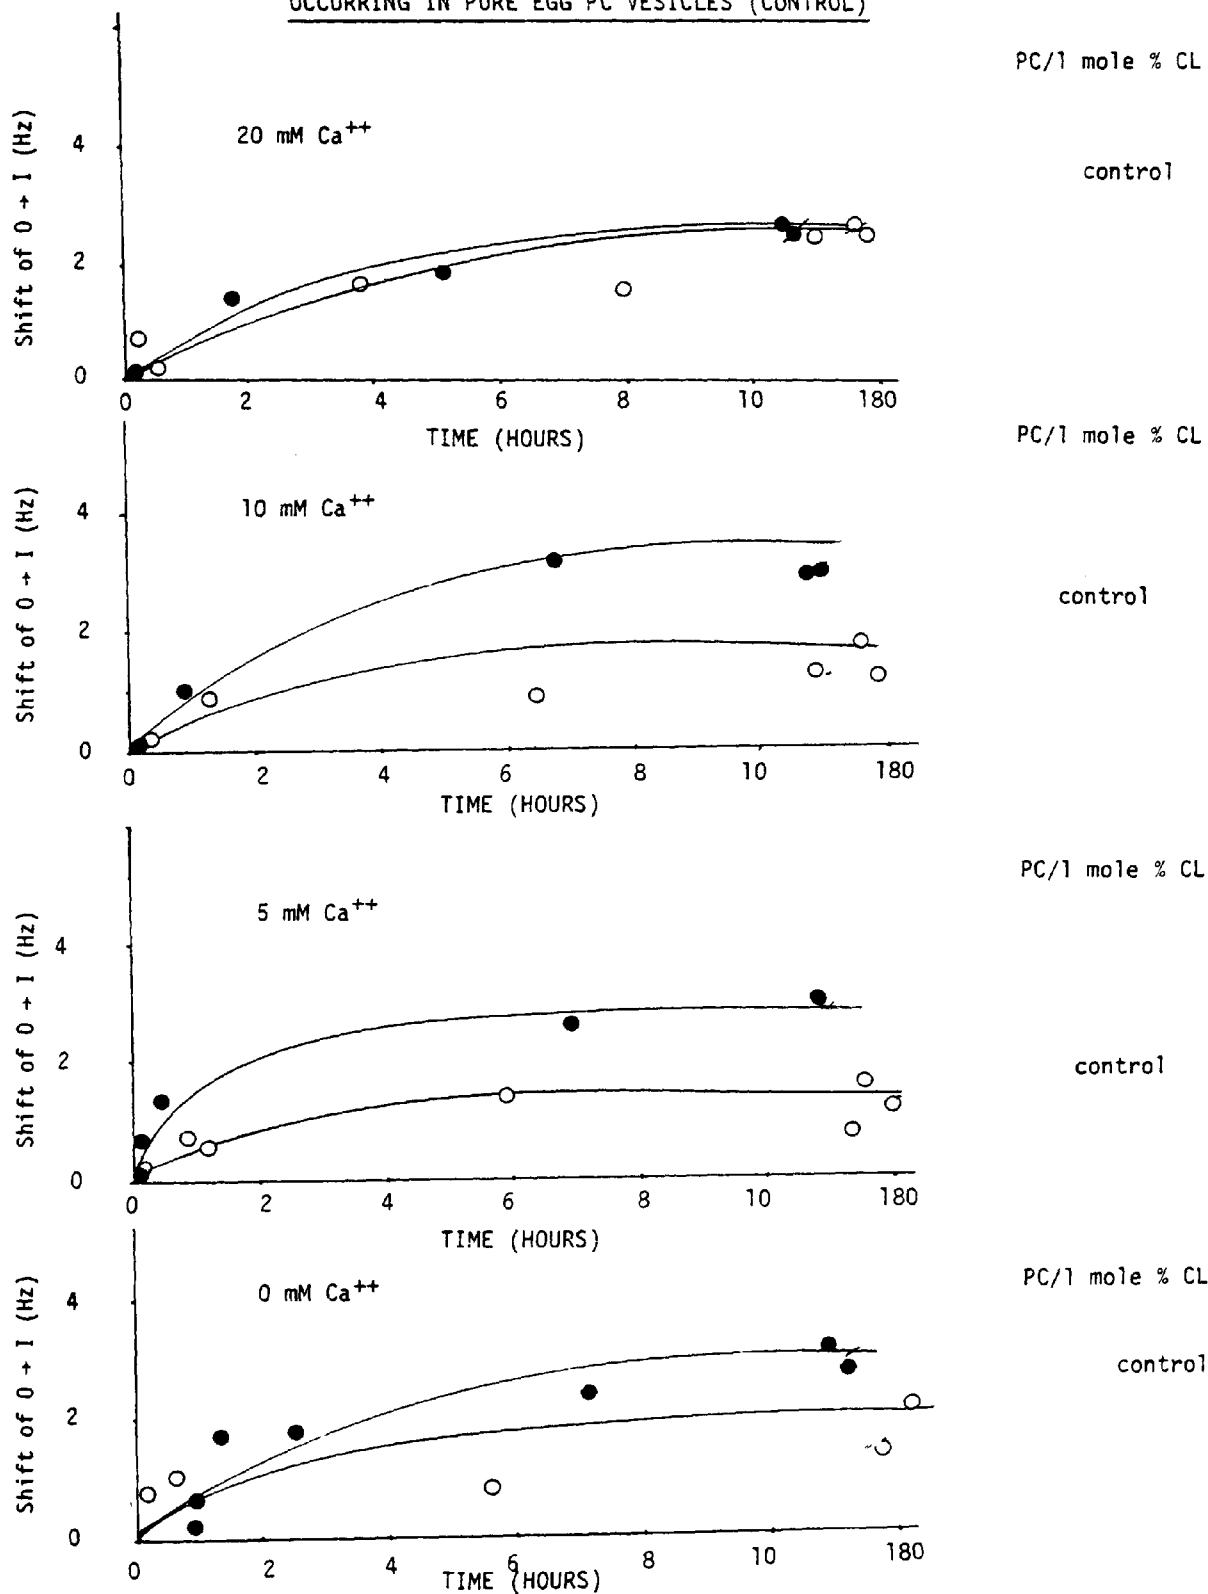 OCCURRING IN PURE EGG PC VESICLES (CONTROL)
PC/1 mole % CL
20 mM Ca++
control
Shift of O → I (Hz)
4
2
0
0 2 4 6 8 10 180
TIME (HOURS)
PC/1 mole % CL
10 mM Ca++
control
Shift of O → I (Hz)
4
2
0
0 2 4 6 8 10 180
TIME (HOURS)
PC/1 mole % CL
5 mM Ca++
control
Shift of O → I (Hz)
4
2
0
0 2 4 6 8 10 180
TIME (HOURS)
PC/1 mole % CL
0 mM Ca++
control
Shift of O → I (Hz)
4
2
0
0 2 4 6 8 10 180
TIME (HOURS)